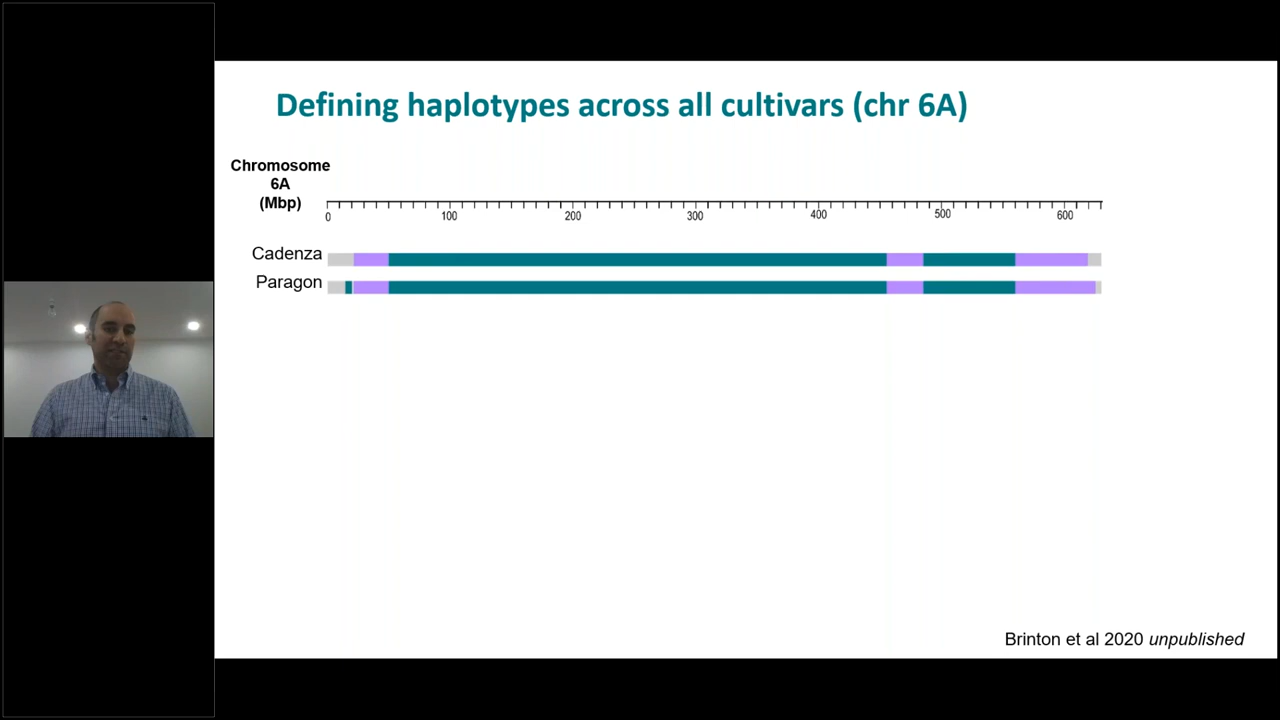 Defining haplotypes across all cultivars (chr 6A)
Chromosome
6A
(Mbp)
0 100 200 300 400 500 600
Cadenza
Paragon
Brinton et al 2020 unpublished